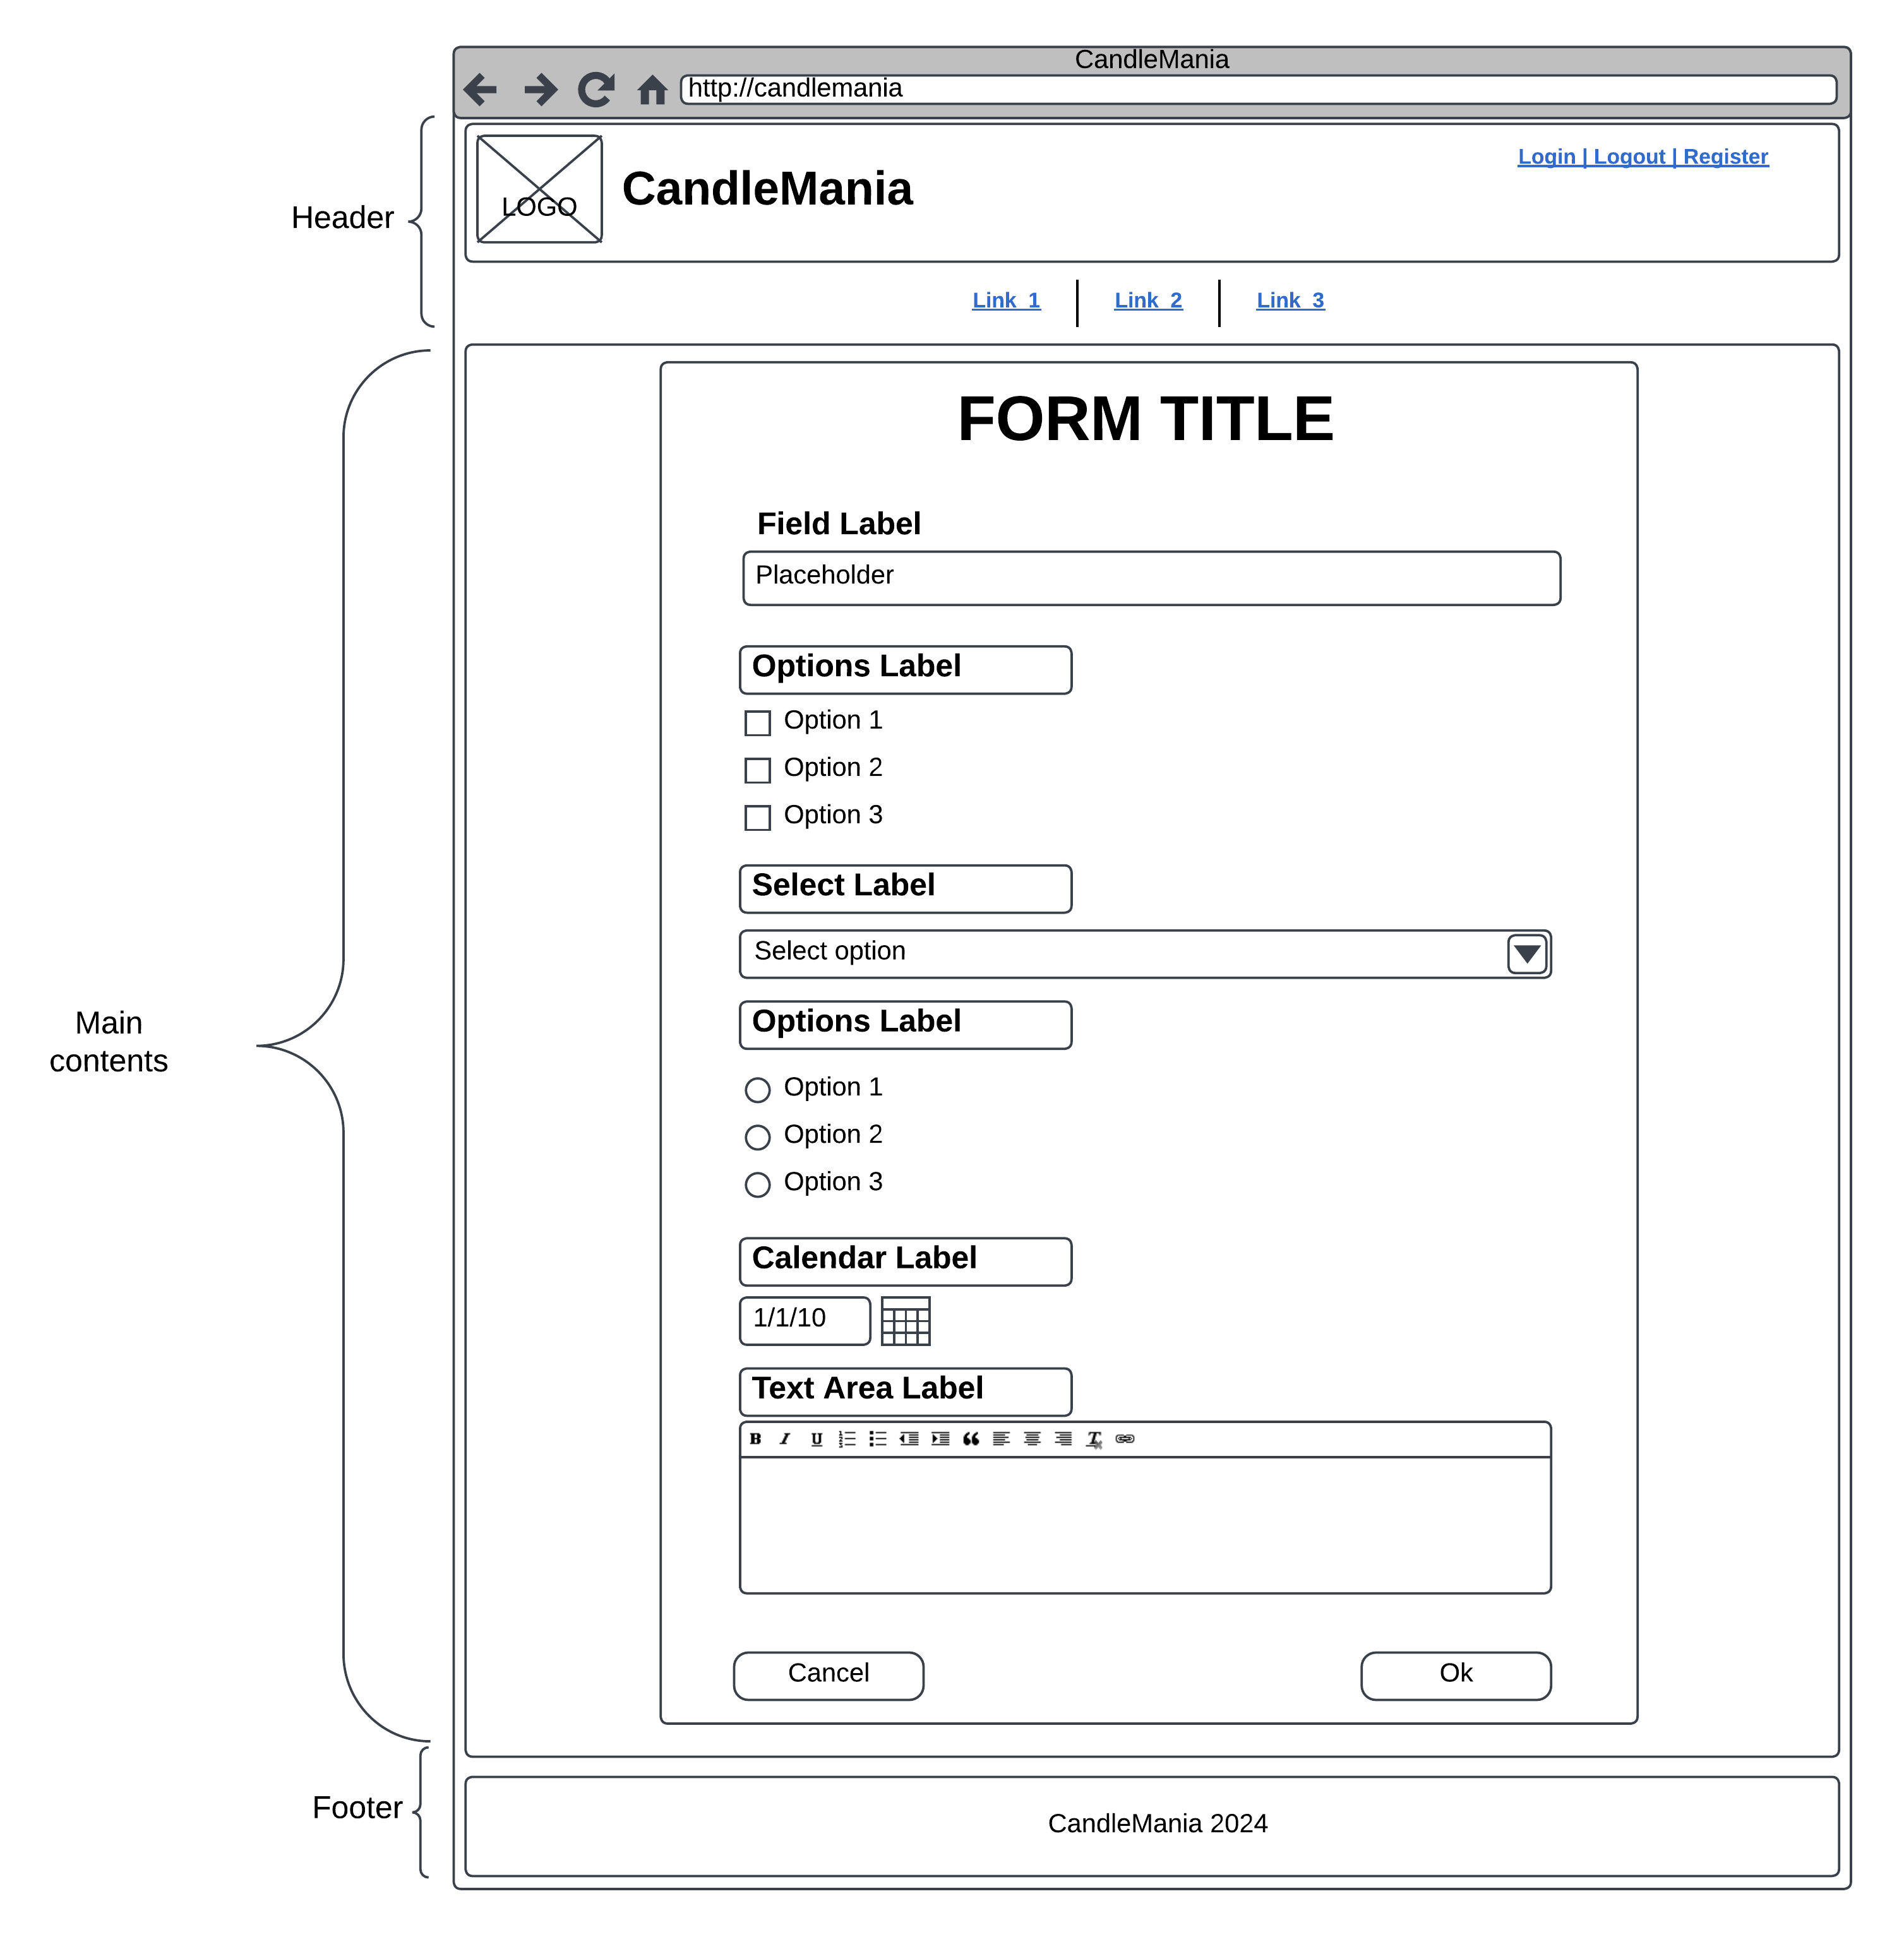 CandleMania
http://candlemania
LOGO
CandleMania
Login | Logout | Register
Header
Link 1
Link 2
Link 3
FORM TITLE
Field Label
Placeholder
Options Label
Option 1
Option 2
Option 3
Select Label
Select option
Main
contents
Options Label
Option 1
Option 2
Option 3
Calendar Label
1/1/10
Text Area Label
B I U T
Cancel
Ok
Footer
CandleMania 2024